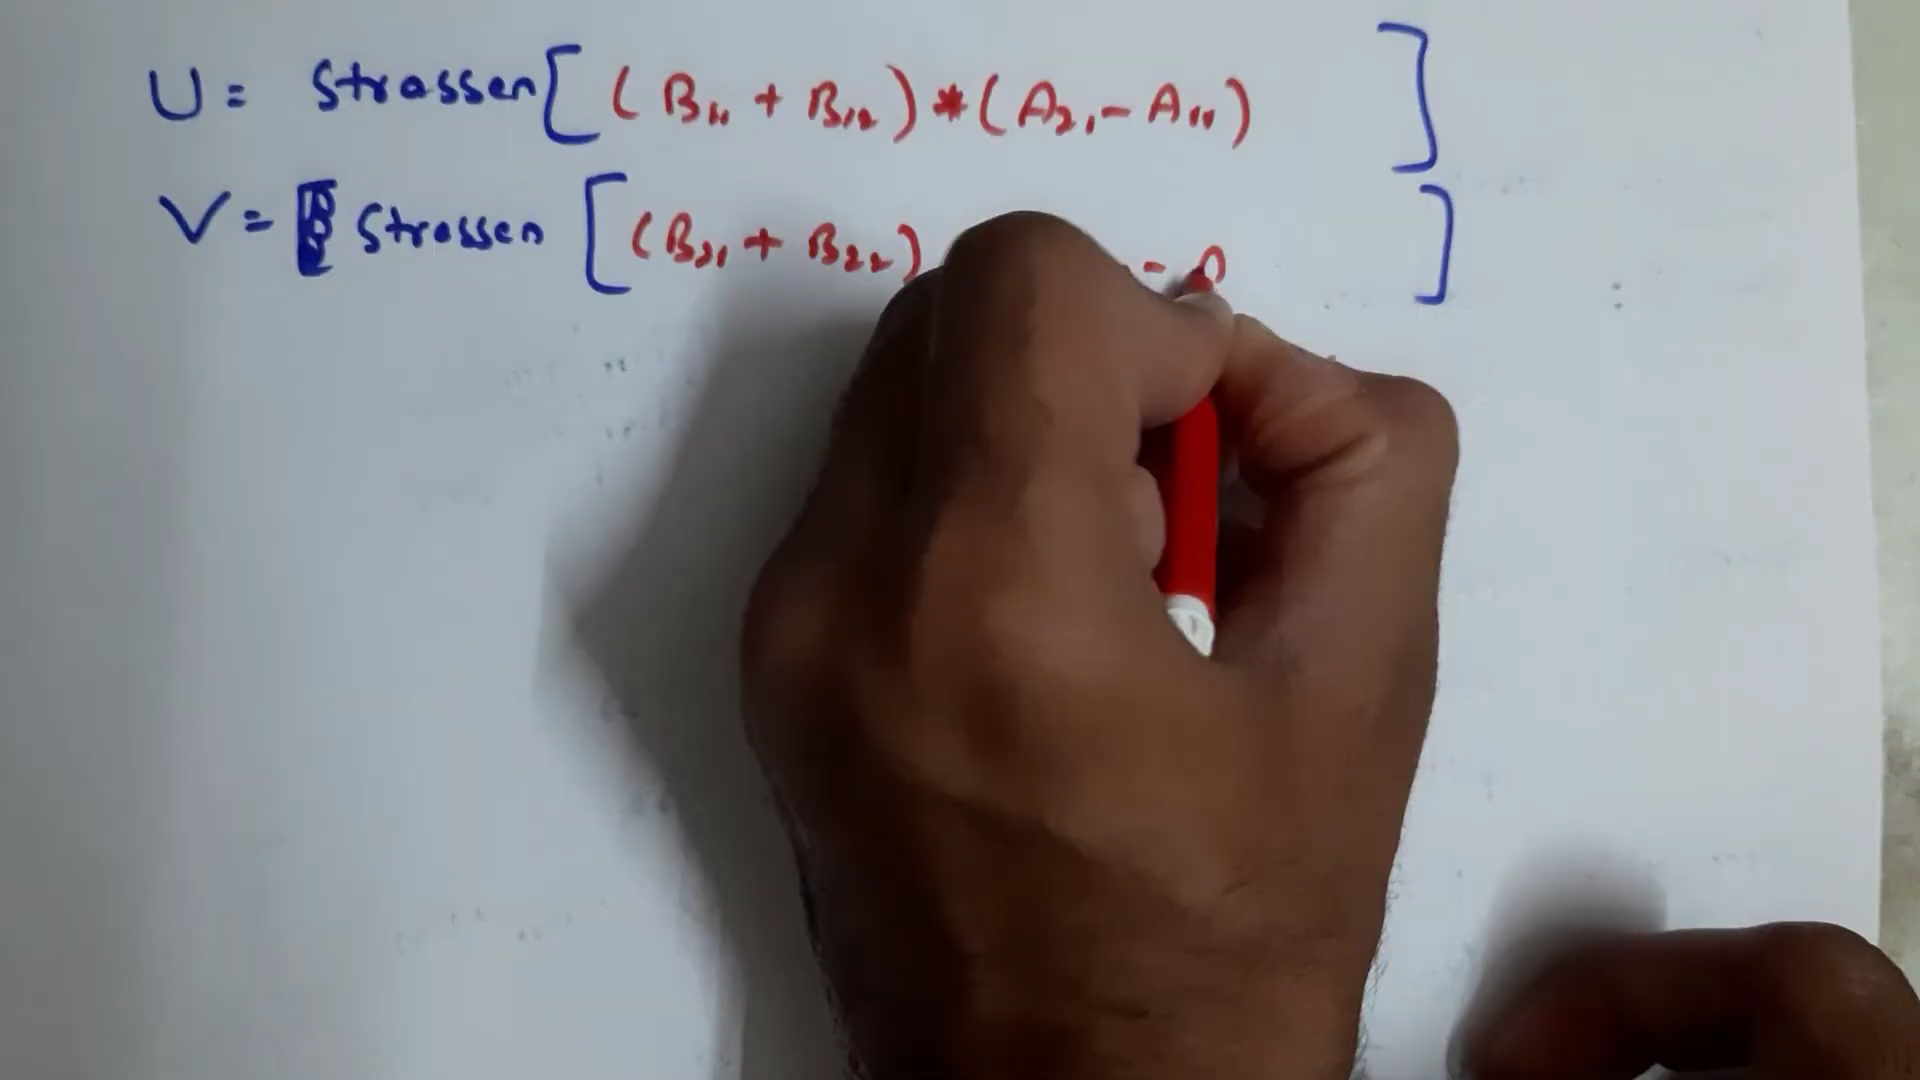 U = Strassen [ (B₁₁ + B₁₂) * (A₂₁ - A₁₁) ]
V = Strassen [ (B₂₁ + B₂₂) - ]